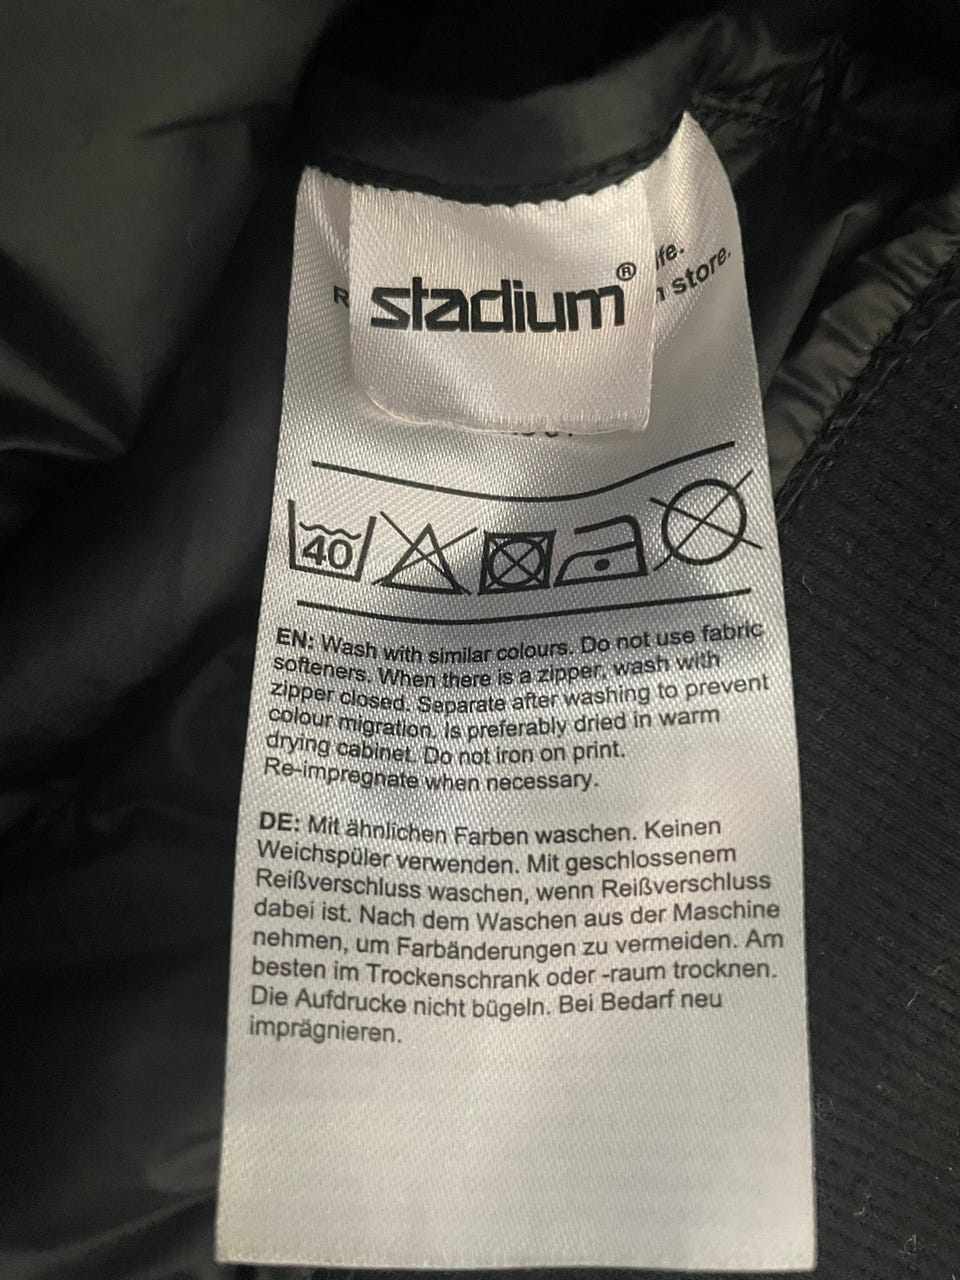 stadium®
store.
40
EN: Wash with similar colours. Do not use fabric
softeners. When there is a zipper, wash with
zipper closed. Separate after washing to prevent
colour migration. Is preferably dried in warm
drying cabinet. Do not iron on print.
Re-impregnate when necessary.
DE: Mit ähnlichen Farben waschen. Keinen
Weichspüler verwenden. Mit geschlossenem
Reißverschluss waschen, wenn Reißverschluss
dabei ist. Nach dem Waschen aus der Maschine
nehmen, um Farbänderungen zu vermeiden. Am
besten im Trockenschrank oder -raum trocknen.
Die Aufdrucke nicht bügeln. Bei Bedarf neu
imprägnieren.